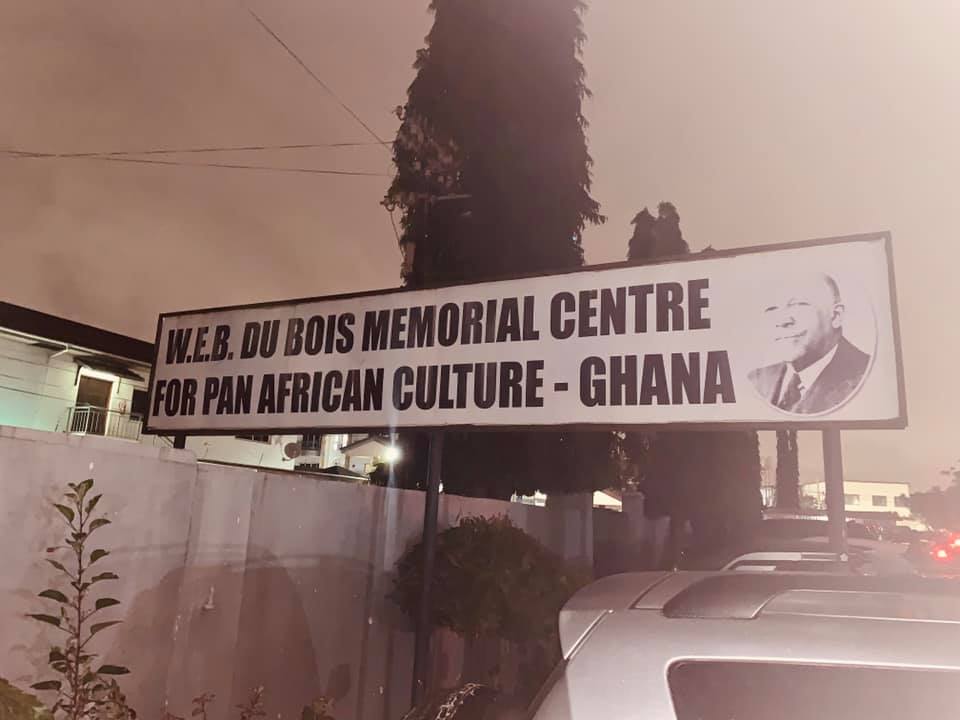 W.E.B. DU BOIS MEMORIAL CENTRE
FOR PAN AFRICAN CULTURE - GHANA